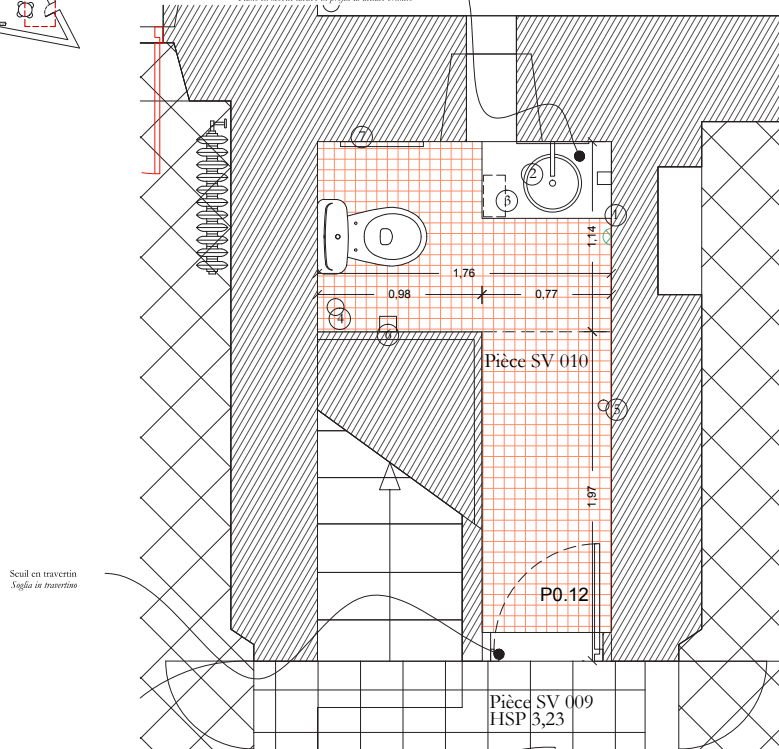 7
2
3
1
1,14
1,76
0,98
0,77
4
6
Pièce SV 010
5
1,97
Seuil en travertin
Soglia in travertino
P0.12
Pièce SV 009
HSP 3,23